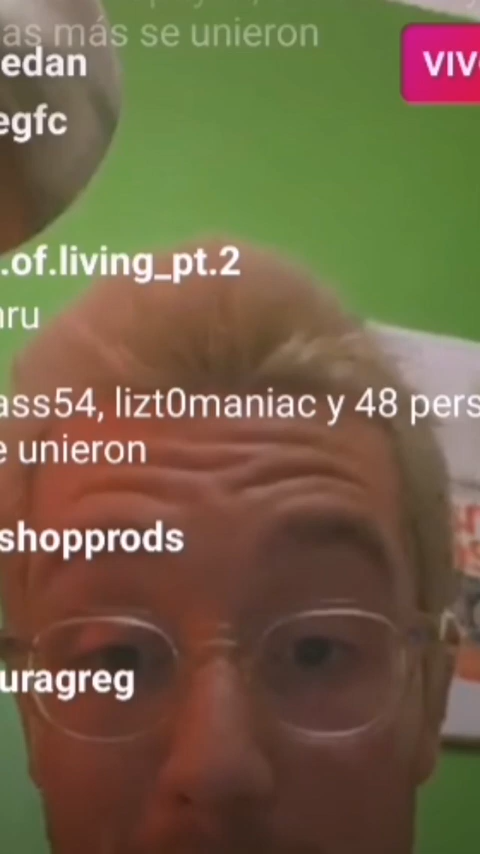 as más se unieron
edan
VIV
egfc
.of.living_pt.2
ru
ass54, lizt0maniac y 48 pers
e unieron
shopprods
uragreg